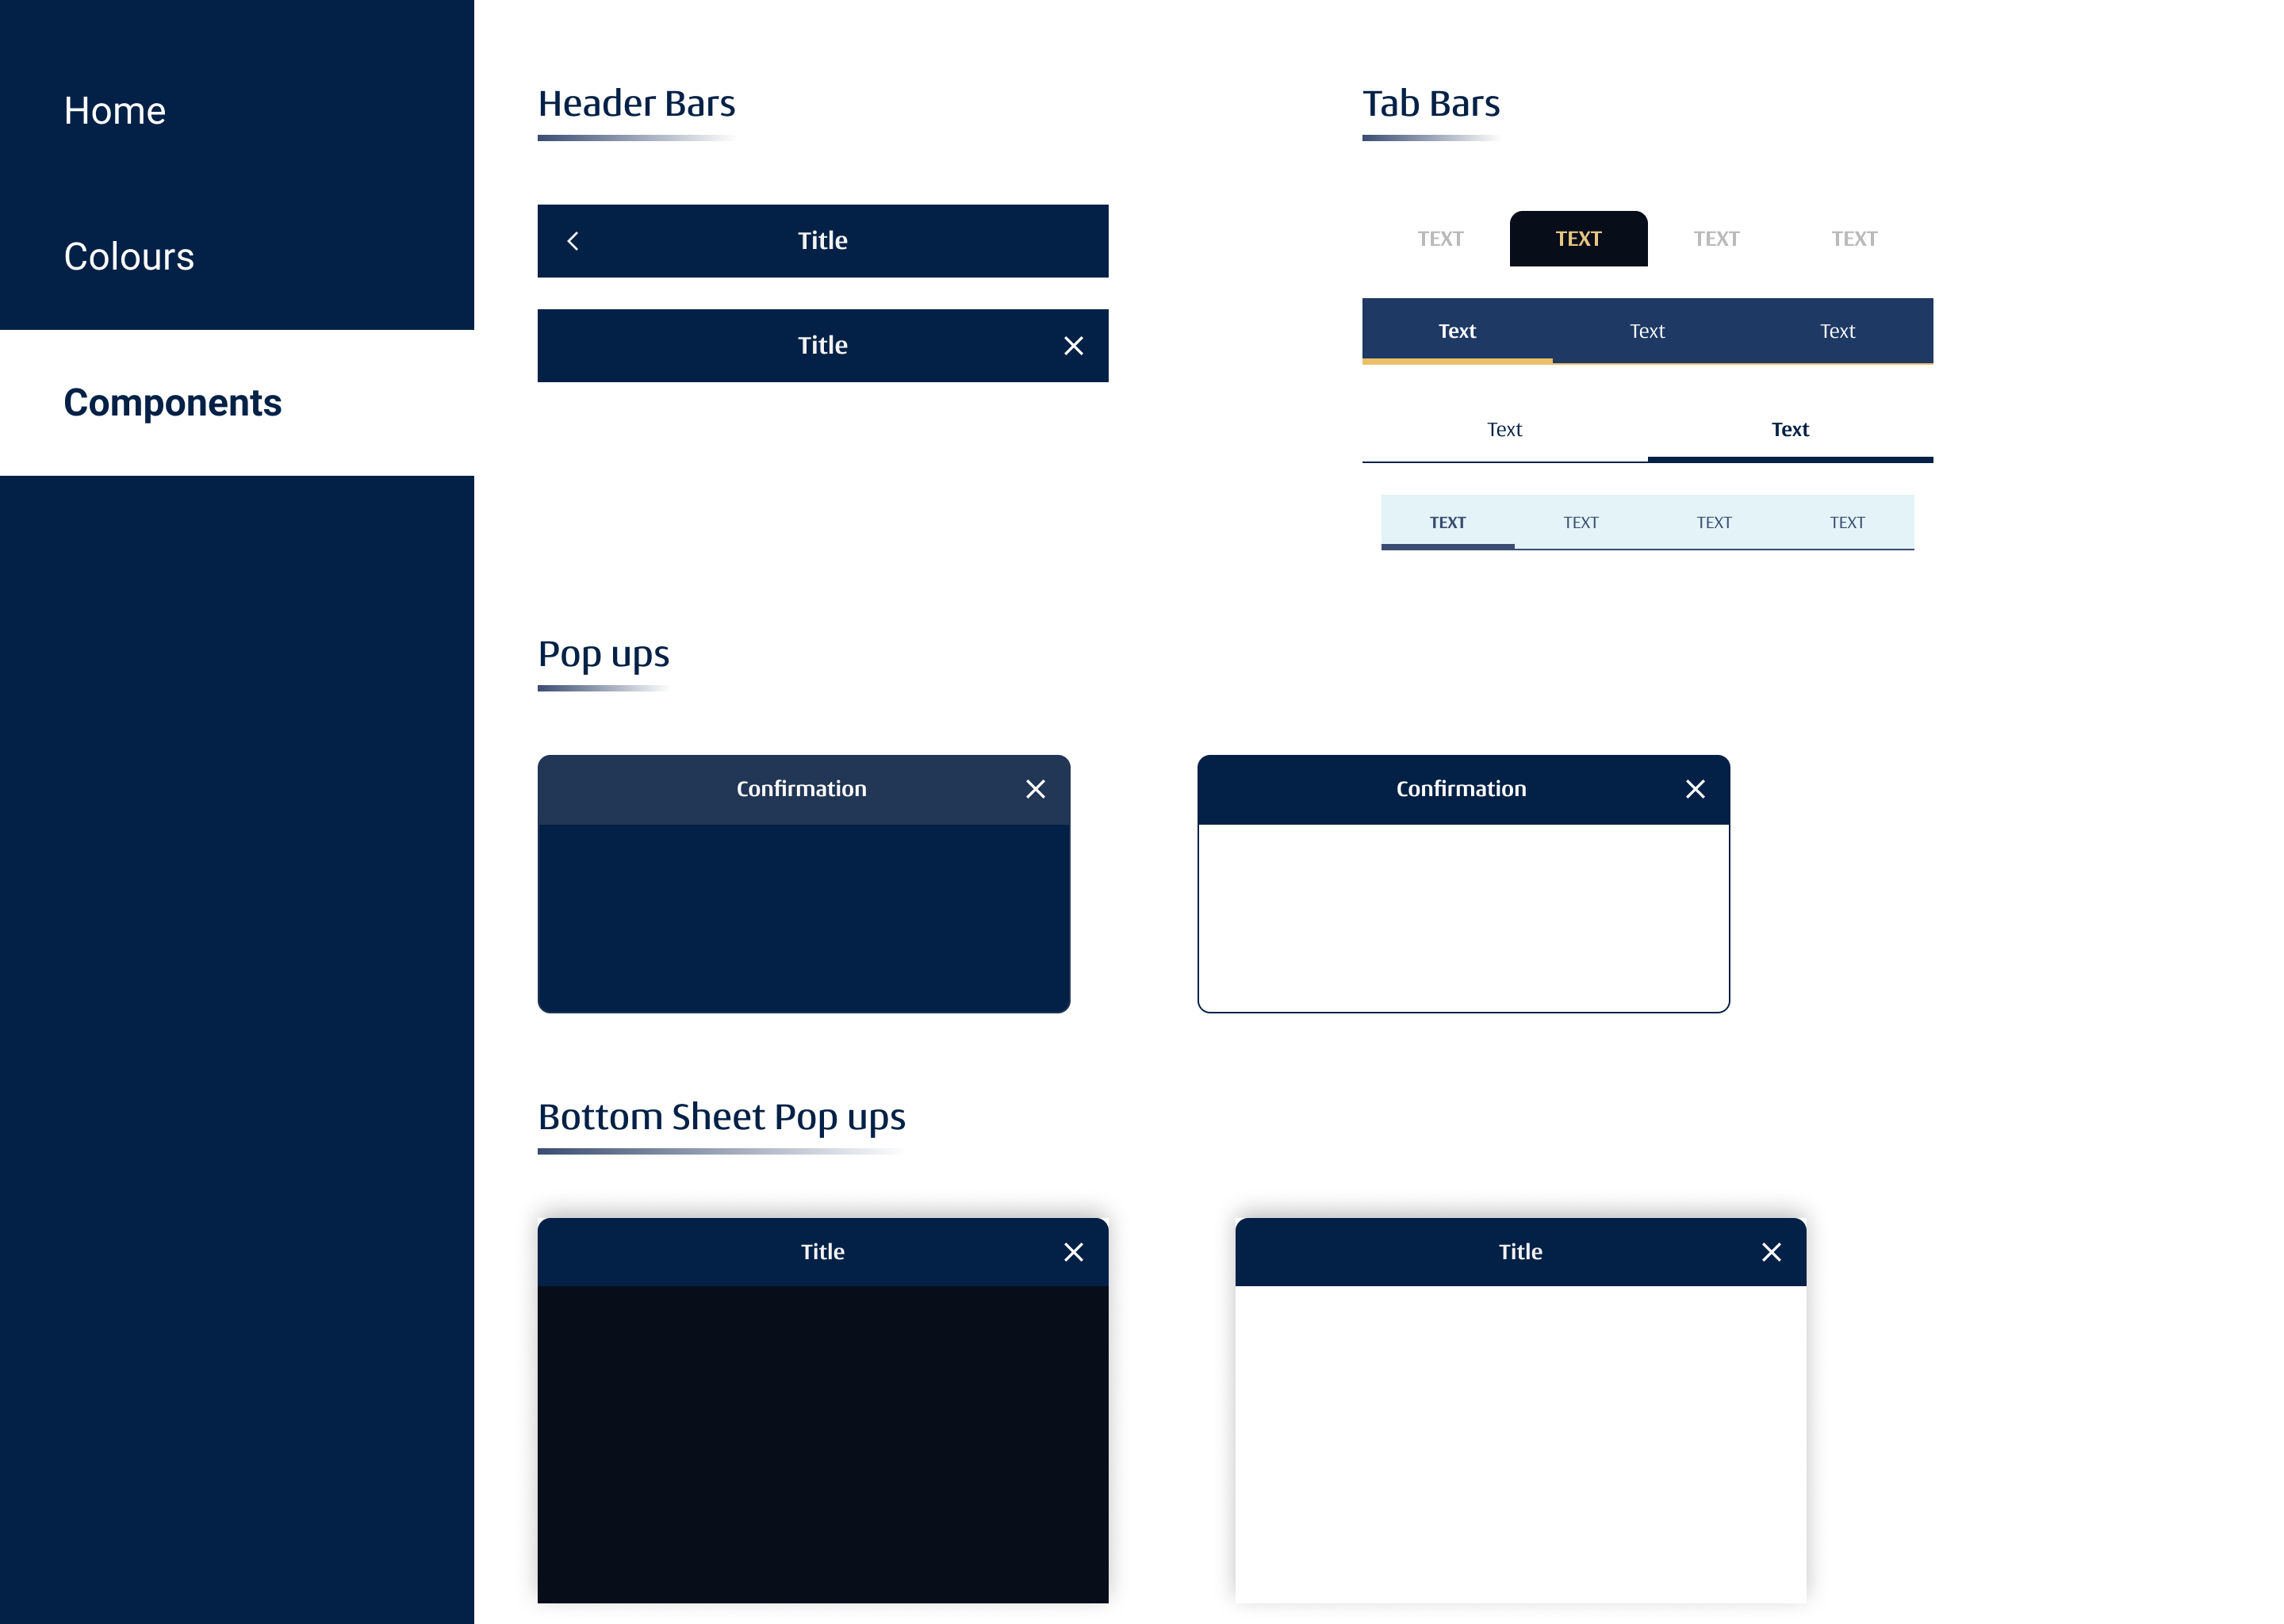 Home
Colours
Components
Header Bars
Title
Title
Tab Bars
TEXT TEXT TEXT TEXT
Text Text Text
Text Text
TEXT TEXT TEXT TEXT
Pop ups
Confirmation
Confirmation
Bottom Sheet Pop ups
Title
Title